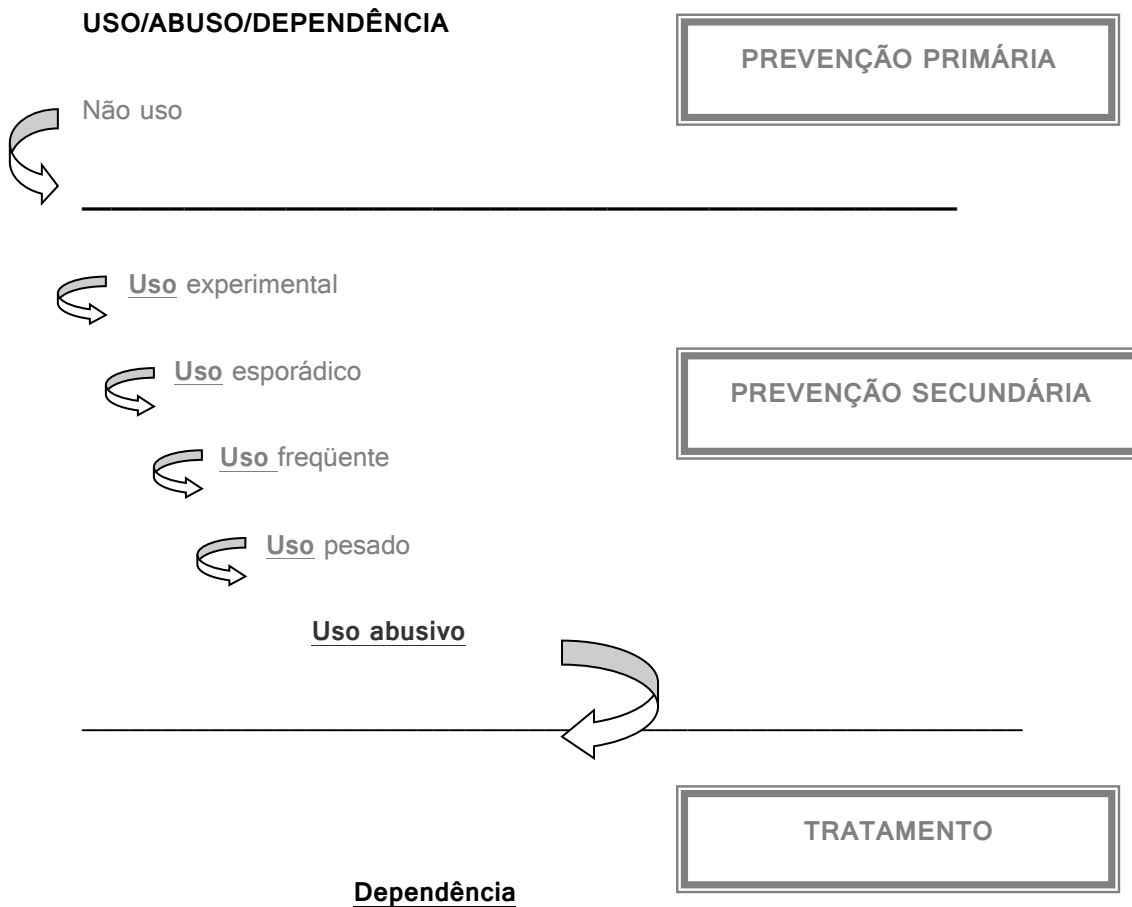 USO/ABUSO/DEPENDÊNCIA
PREVENÇÃO PRIMÁRIA
Não uso
Uso experimental
Uso esporádico
PREVENÇÃO SECUNDÁRIA
Uso freqüente
Uso pesado
Uso abusivo
TRATAMENTO
Dependência